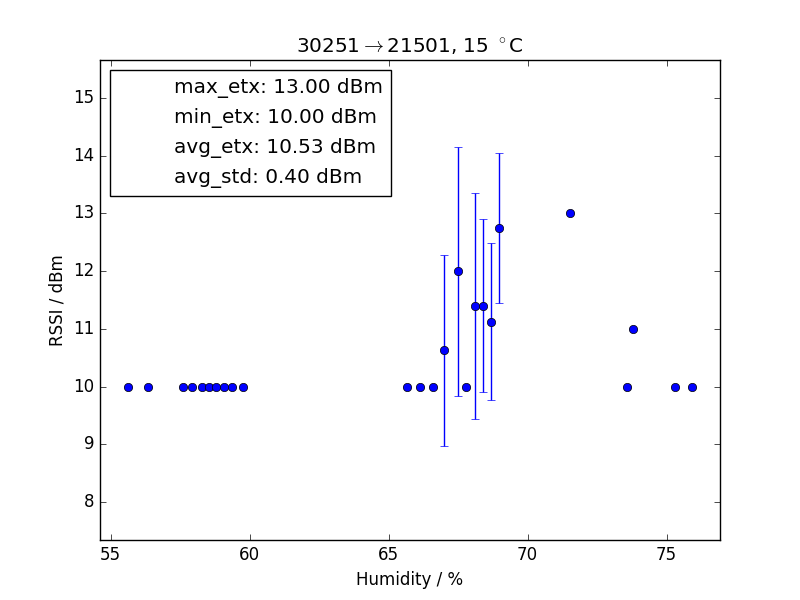 30251→21501, 15 °C
max_etx: 13.00 dBm
min_etx: 10.00 dBm
avg_etx: 10.53 dBm
avg_std: 0.40 dBm
RSSI / dBm
15
14
13
12
11
10
9
8
55 60 65 70 75
Humidity / %